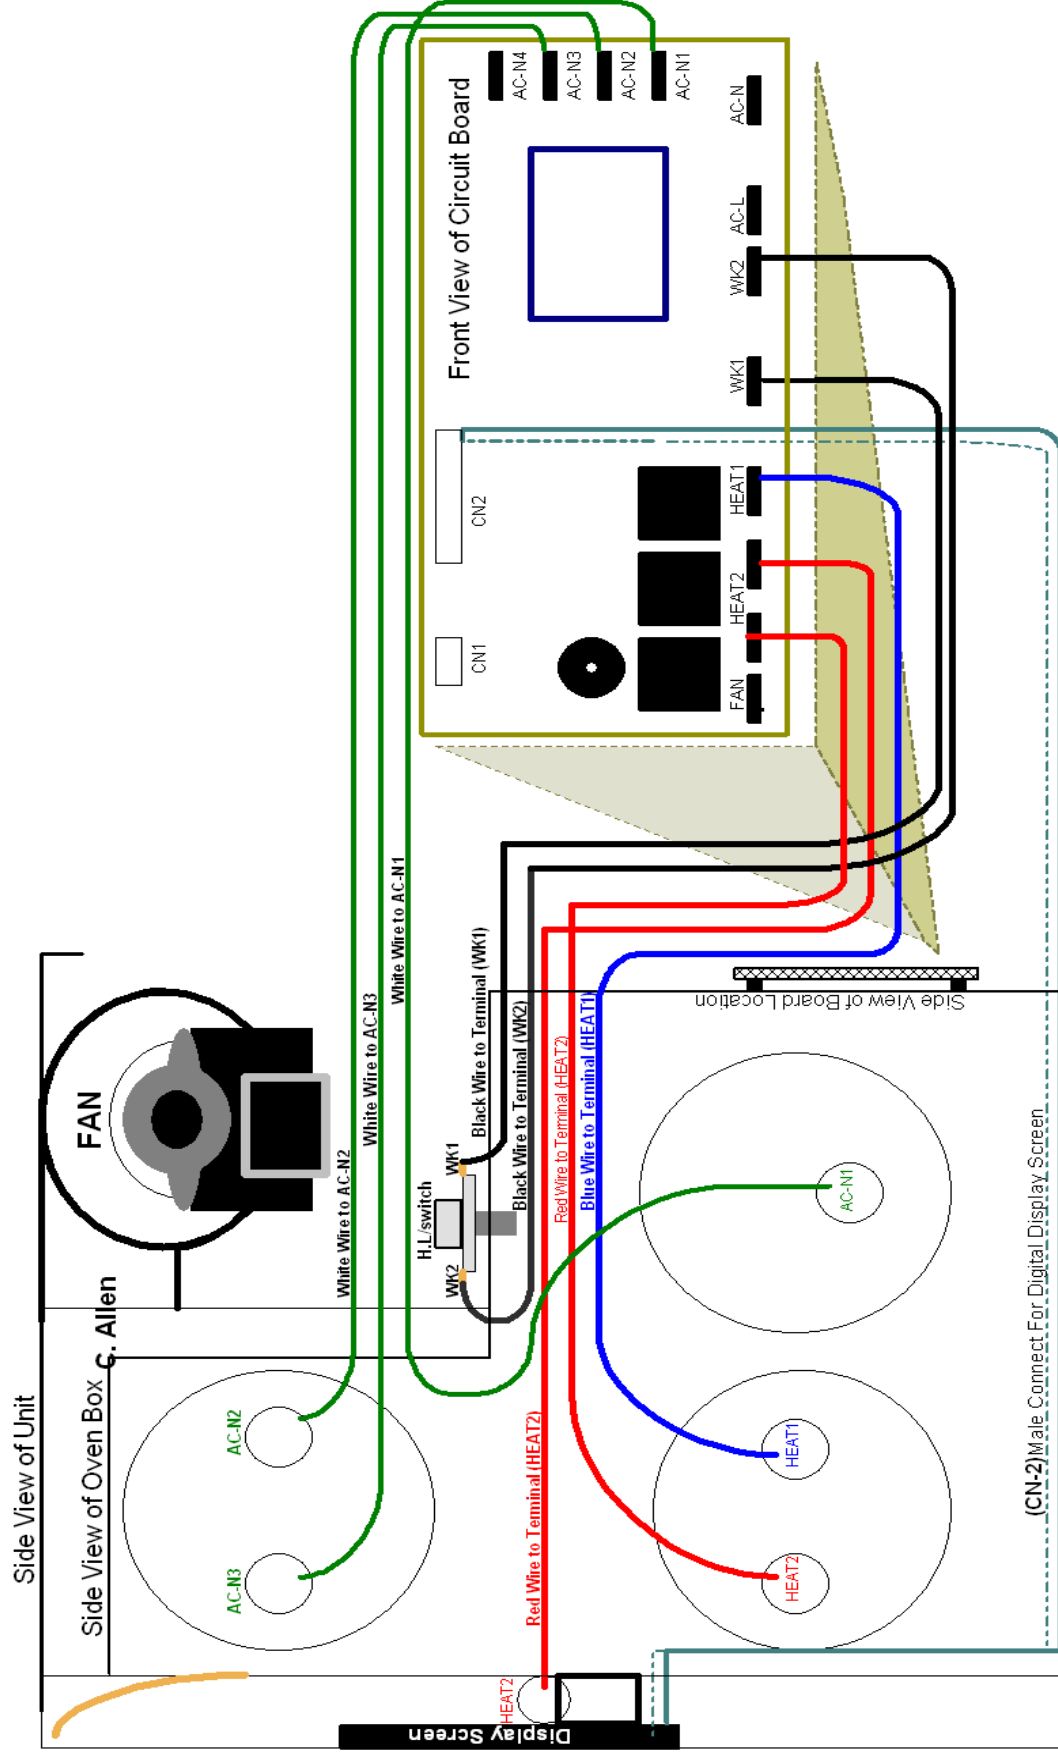 Side View of Unit
Side View of Oven Box
C. Allen
FAN
Front View of Circuit Board
AC-N4
AC-N3
AC-N2
AC-N1
AC-N
AC-L
WK2
WK1
HEAT1
HEAT2
FAN
CN2
CN1
White Wire to AC-N2
White Wire to AC-N3
White Wire to AC-N1
Black Wire to Terminal (WK1)
Black Wire to Terminal (WK2)
Red Wire to Terminal (HEAT2)
Blue Wire to Terminal (HEAT1)
H.L/switch
WK1
WK2
AC-N2
AC-N3
AC-N1
HEAT1
HEAT2
Red Wire to Terminal (HEAT2)
HEAT2
Display Screen
Side View of Board Location
(CN-2)Male Connect For Digital Display Screen